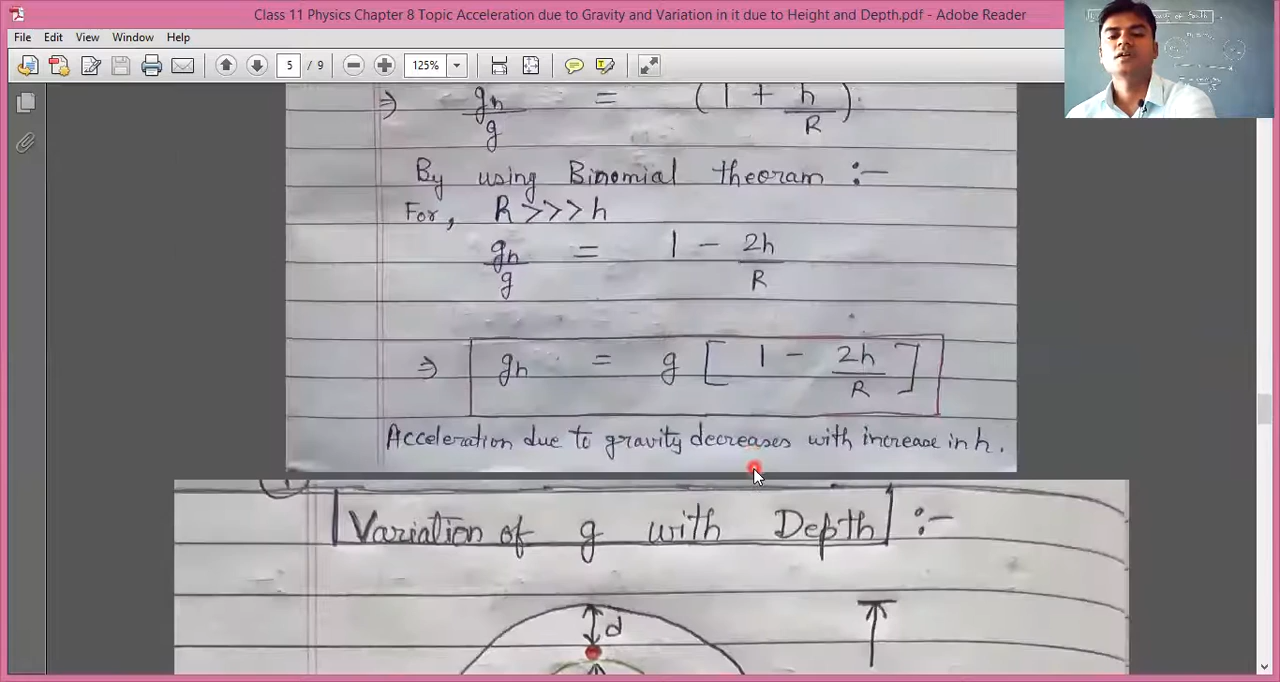 Class 11 Physics Chapter 8 Topic Acceleration due to Gravity and Variation in it due to Height and Depth.pdf - Adobe Reader
File Edit View Window Help
5 / 9 125%
⇒ gh/g = (1 + h/R)
By using Binomial theoram :-
For, R >>> h
gh/g = 1 - 2h/R
⇒ gh = g [ 1 - 2h/R ]
Acceleration due to gravity decreases with increase in h.
Variation of g with Depth :-
d